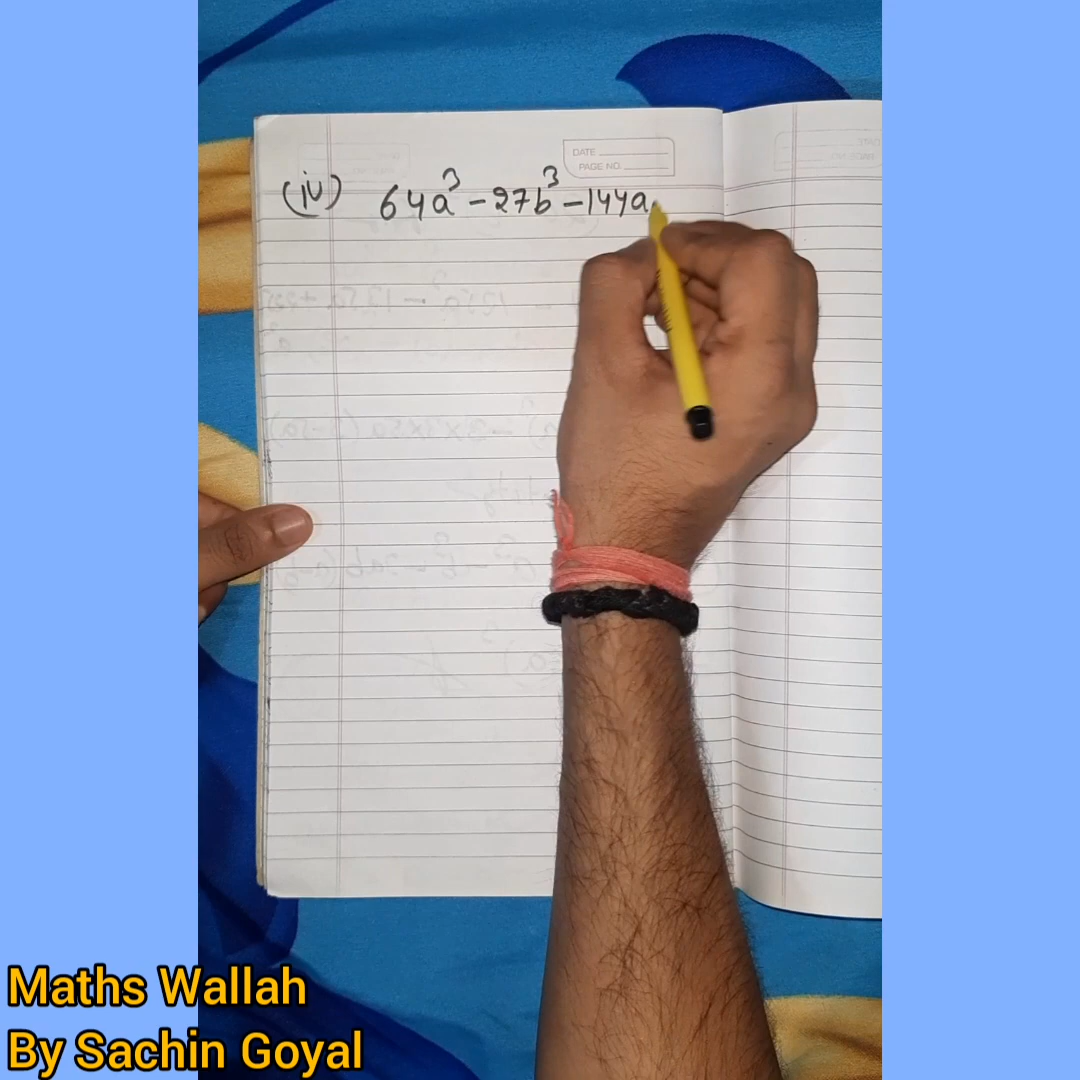 DATE
PAGE NO.
(iv) 64a³ - 27b³ - 144a
Maths Wallah
By Sachin Goyal